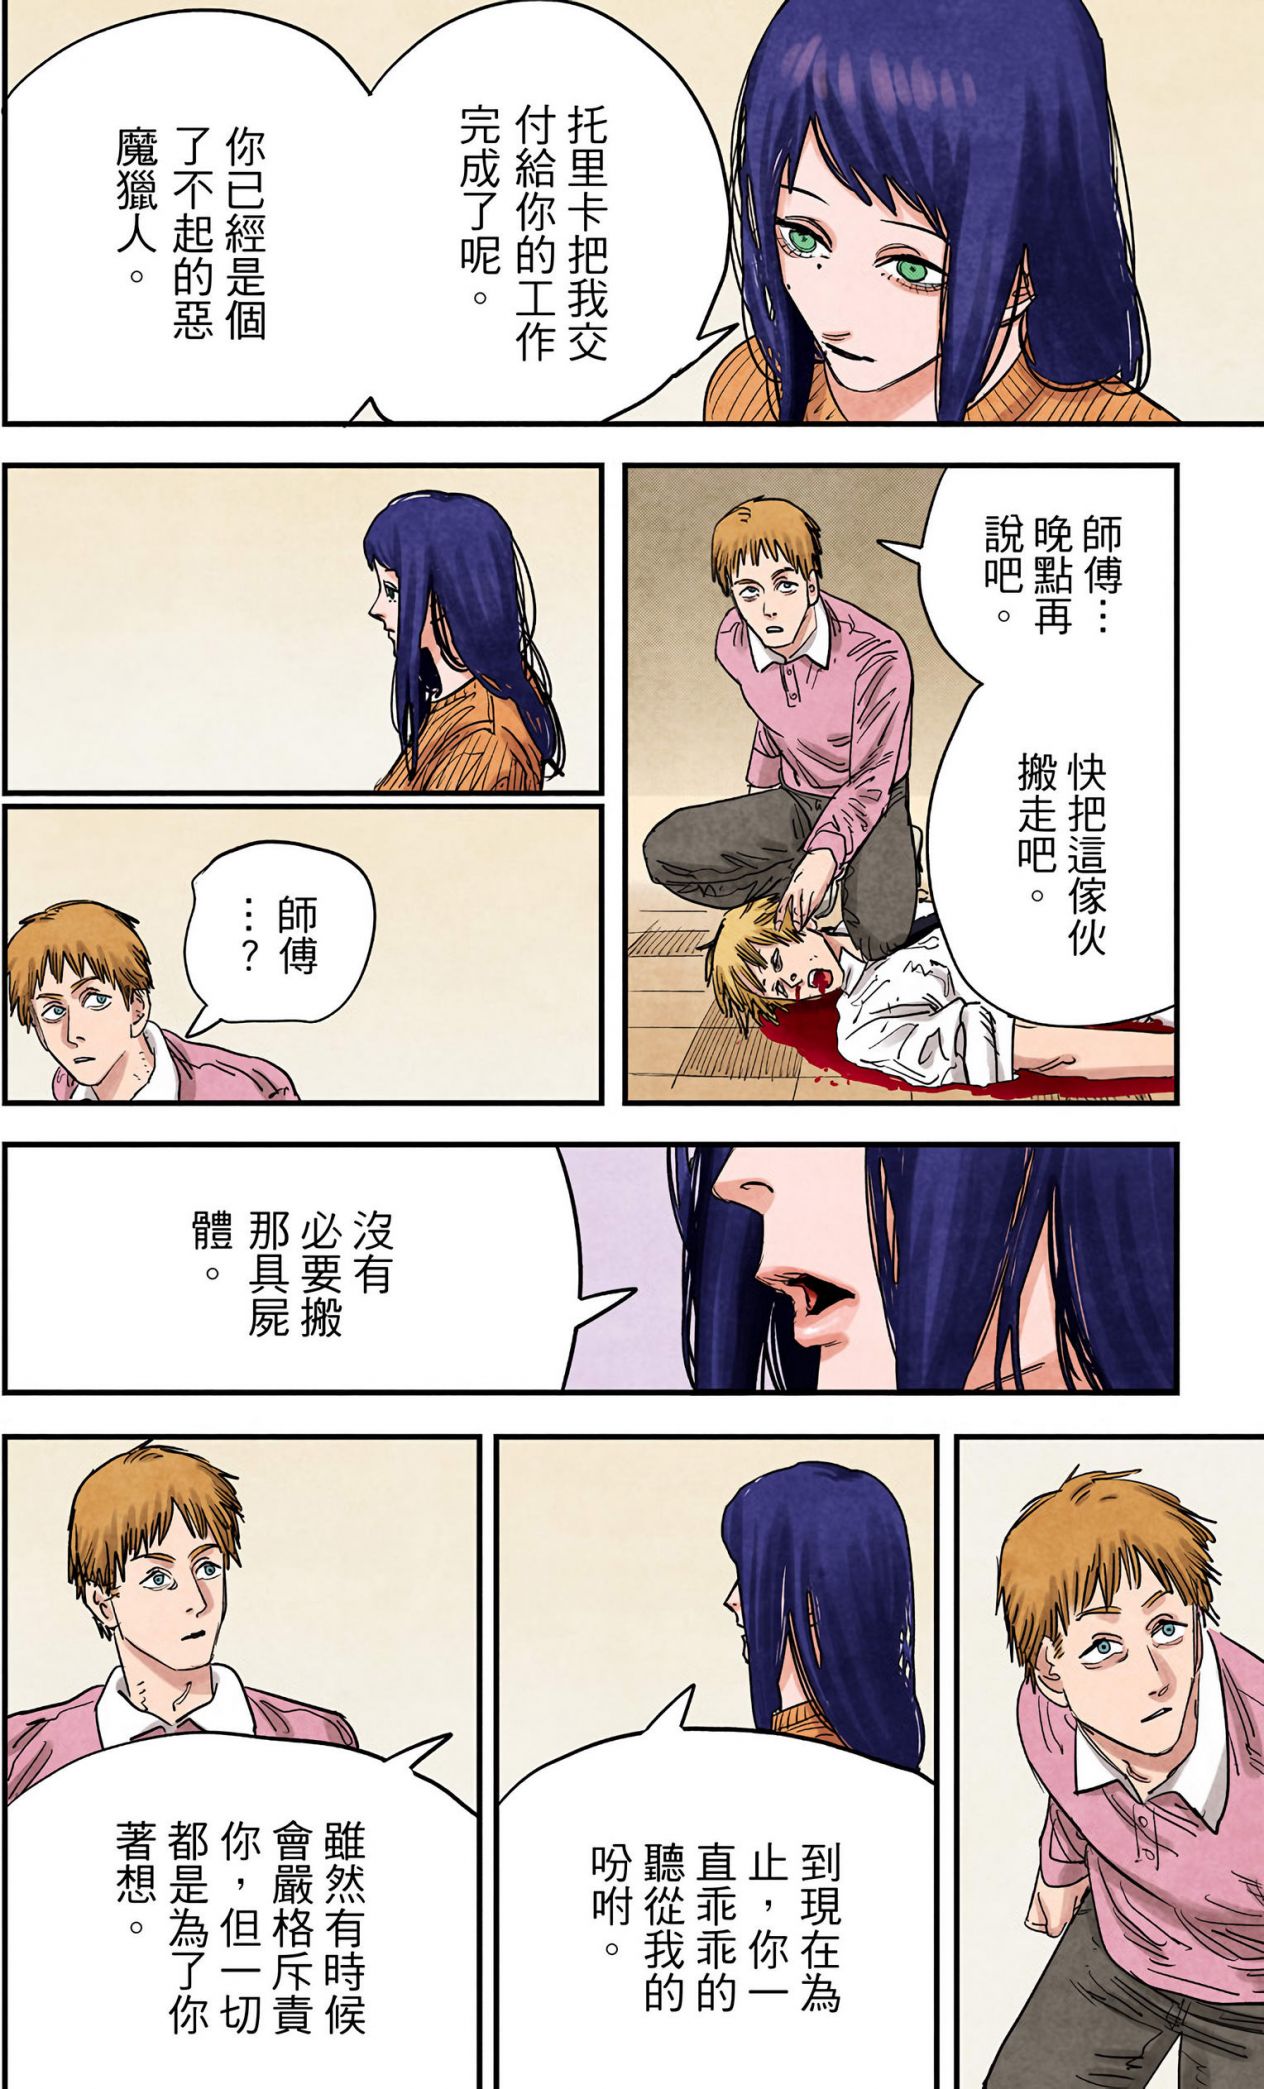 托里卡把我交
付給你的工作
完成了呢。
你已經是個
了不起的惡
魔獵人。
師傅…
晚點再
說吧。
快把這傢伙
搬走吧。
師傅
…?
沒有
必要搬
那具屍
體。
到現在為
止，你一
直乖乖的
聽從我的
吩咐。
雖然有時候
會嚴格斥責
你，但一切
都是為了你
著想。